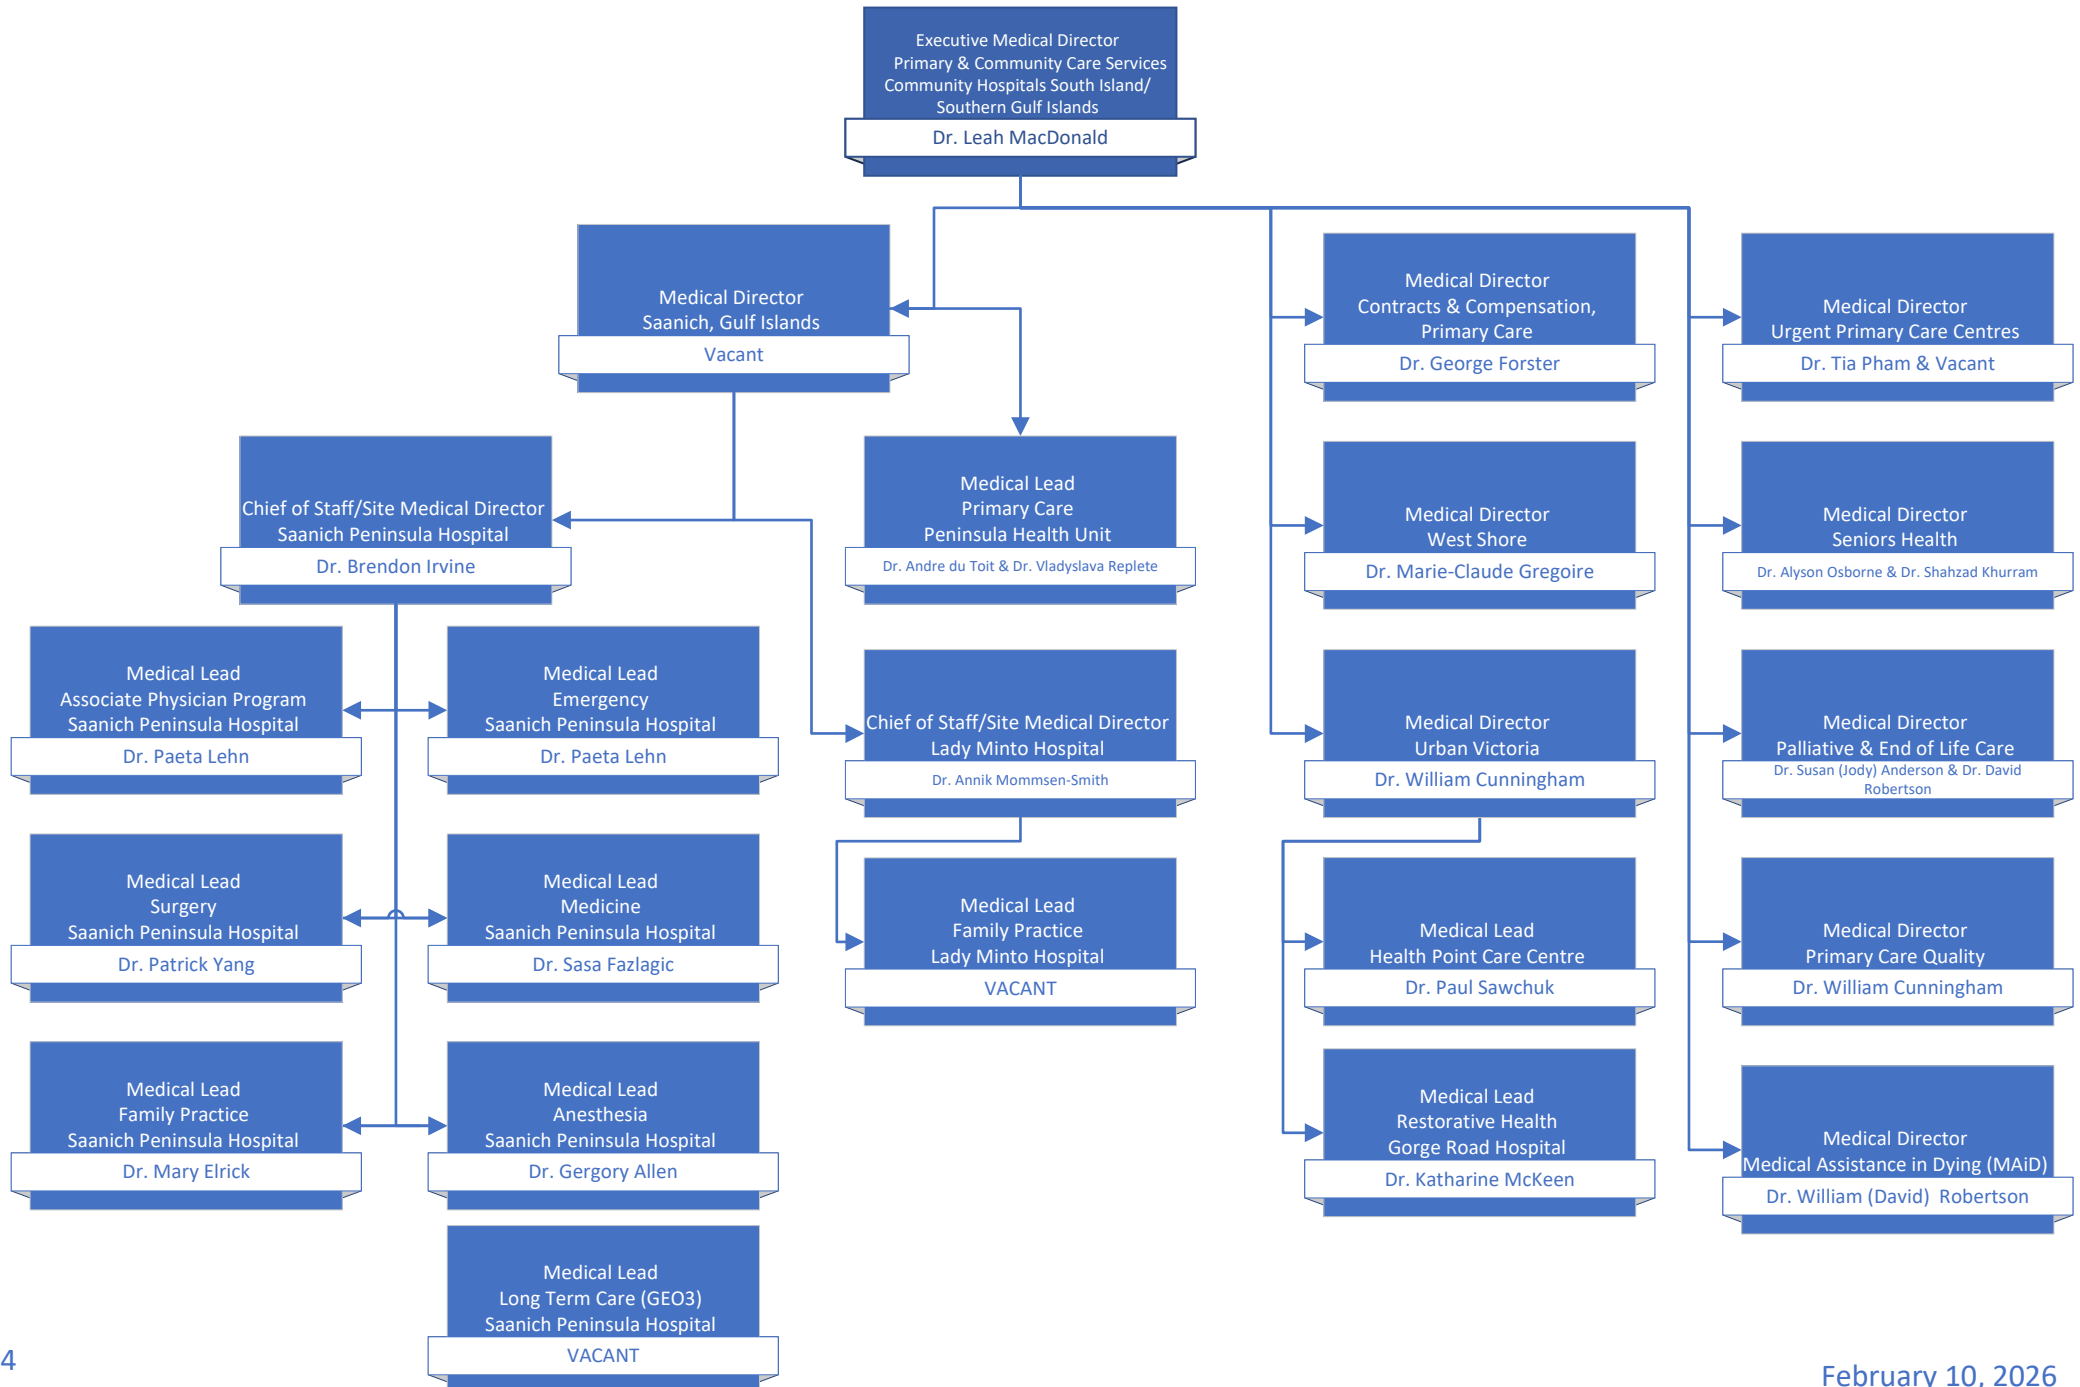 Executive Medical Director
Primary & Community Care Services
Community Hospitals South Island/
Southern Gulf Islands
Dr. Leah MacDonald
Medical Director
Saanich, Gulf Islands
Vacant
Medical Director
Contracts & Compensation,
Primary Care
Dr. George Forster
Medical Director
Urgent Primary Care Centres
Dr. Tia Pham & Vacant
Chief of Staff/Site Medical Director
Saanich Peninsula Hospital
Dr. Brendon Irvine
Medical Lead
Primary Care
Peninsula Health Unit
Dr. Andre du Toit & Dr. Vladyslava Replete
Medical Director
West Shore
Dr. Marie-Claude Gregoire
Medical Director
Seniors Health
Dr. Alyson Osborne & Dr. Shahzad Khurram
Medical Lead
Associate Physician Program
Saanich Peninsula Hospital
Dr. Paeta Lehn
Medical Lead
Emergency
Saanich Peninsula Hospital
Dr. Paeta Lehn
Chief of Staff/Site Medical Director
Lady Minto Hospital
Dr. Annik Mommsen-Smith
Medical Director
Urban Victoria
Dr. William Cunningham
Medical Director
Palliative & End of Life Care
Dr. Susan (Jody) Anderson & Dr. David
Robertson
Medical Lead
Surgery
Saanich Peninsula Hospital
Dr. Patrick Yang
Medical Lead
Medicine
Saanich Peninsula Hospital
Dr. Sasa Fazlagic
Medical Lead
Family Practice
Lady Minto Hospital
VACANT
Medical Lead
Health Point Care Centre
Dr. Paul Sawchuk
Medical Director
Primary Care Quality
Dr. William Cunningham
Medical Lead
Family Practice
Saanich Peninsula Hospital
Dr. Mary Elrick
Medical Lead
Anesthesia
Saanich Peninsula Hospital
Dr. Gergory Allen
Medical Lead
Restorative Health
Gorge Road Hospital
Dr. Katharine McKeen
Medical Director
Medical Assistance in Dying (MAiD)
Dr. William (David) Robertson
Medical Lead
Long Term Care (GEO3)
Saanich Peninsula Hospital
VACANT
4
February 10, 2026